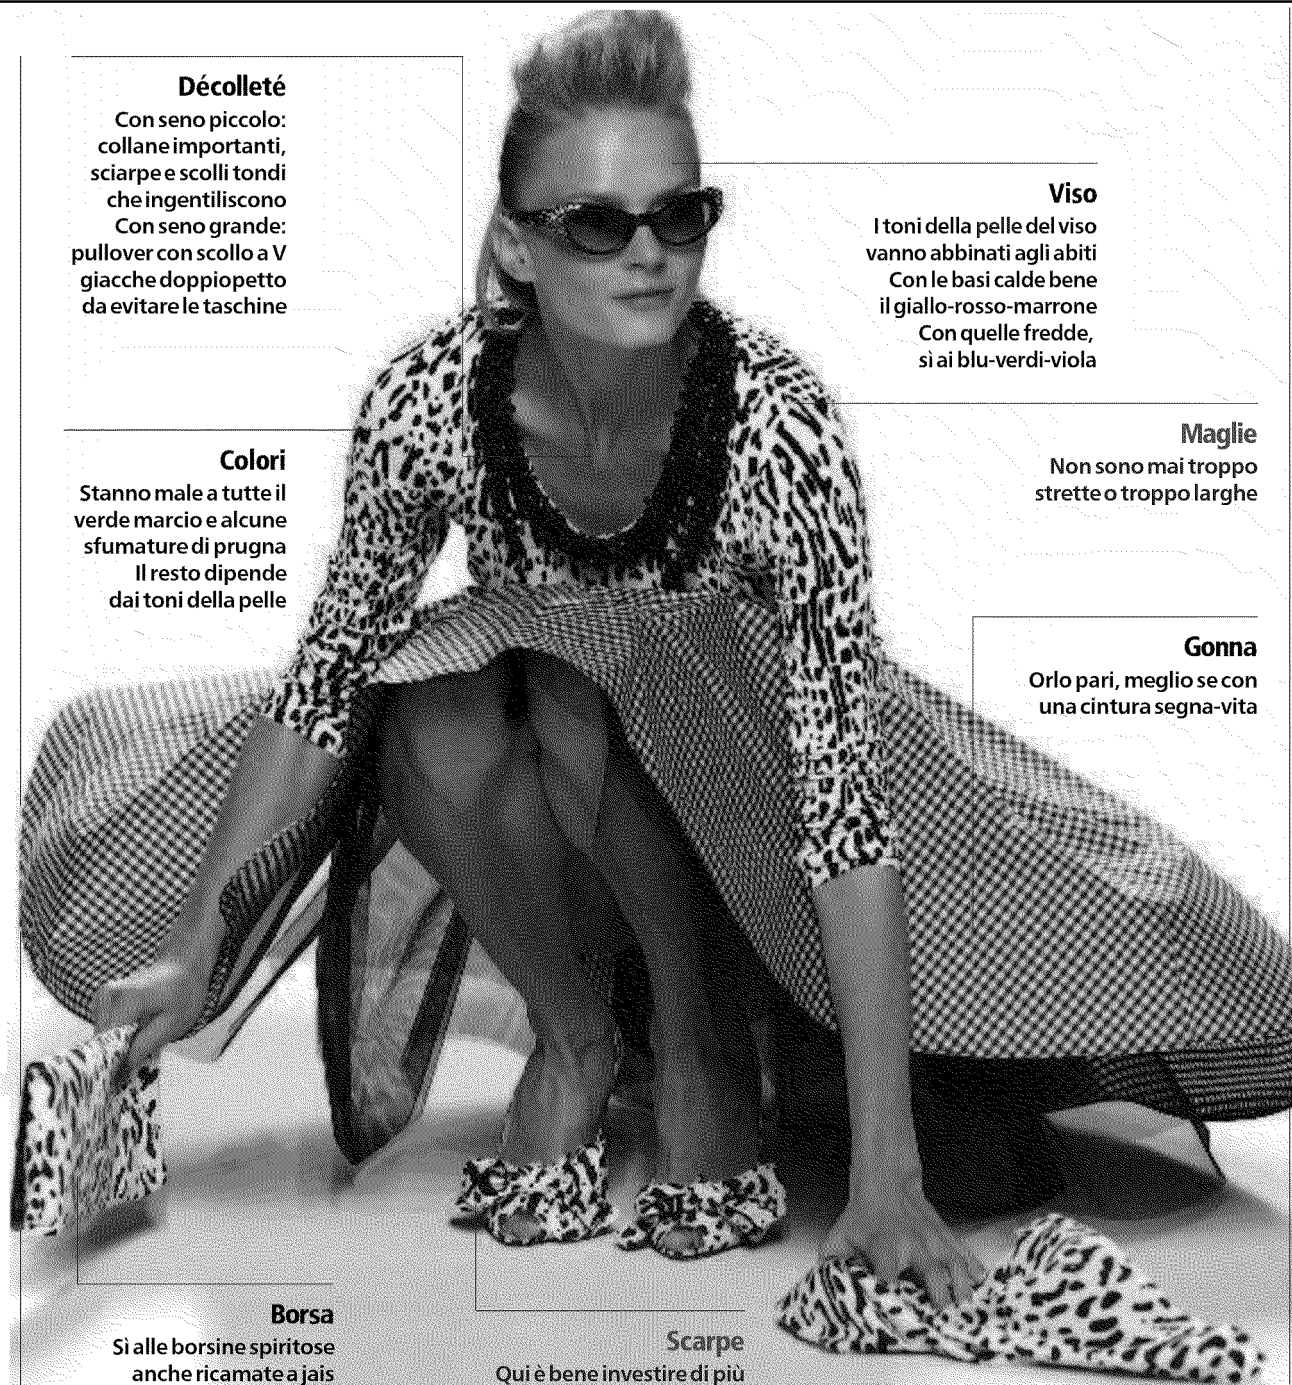 Décolleté
Con seno piccolo:
collane importanti,
sciarpe e scolli tondi
che ingentiliscono
Con seno grande:
pullover con scollo a V
giacche doppiopetto
da evitare le taschine
Viso
I toni della pelle del viso
vanno abbinati agli abiti
Con le basi calde bene
il giallo-rosso-marrone
Con quelle fredde,
sì ai blu-verdi-viola
Colori
Stanno male a tutte il
verde marcio e alcune
sfumature di prugna
Il resto dipende
dai toni della pelle
Maglie
Non sono mai troppo
strette o troppo larghe
Gonna
Orlo pari, meglio se con
una cintura segna-vita
Borsa
Sì alle borsine spiritose
anche ricamate a jais
Scarpe
Qui è bene investire di più